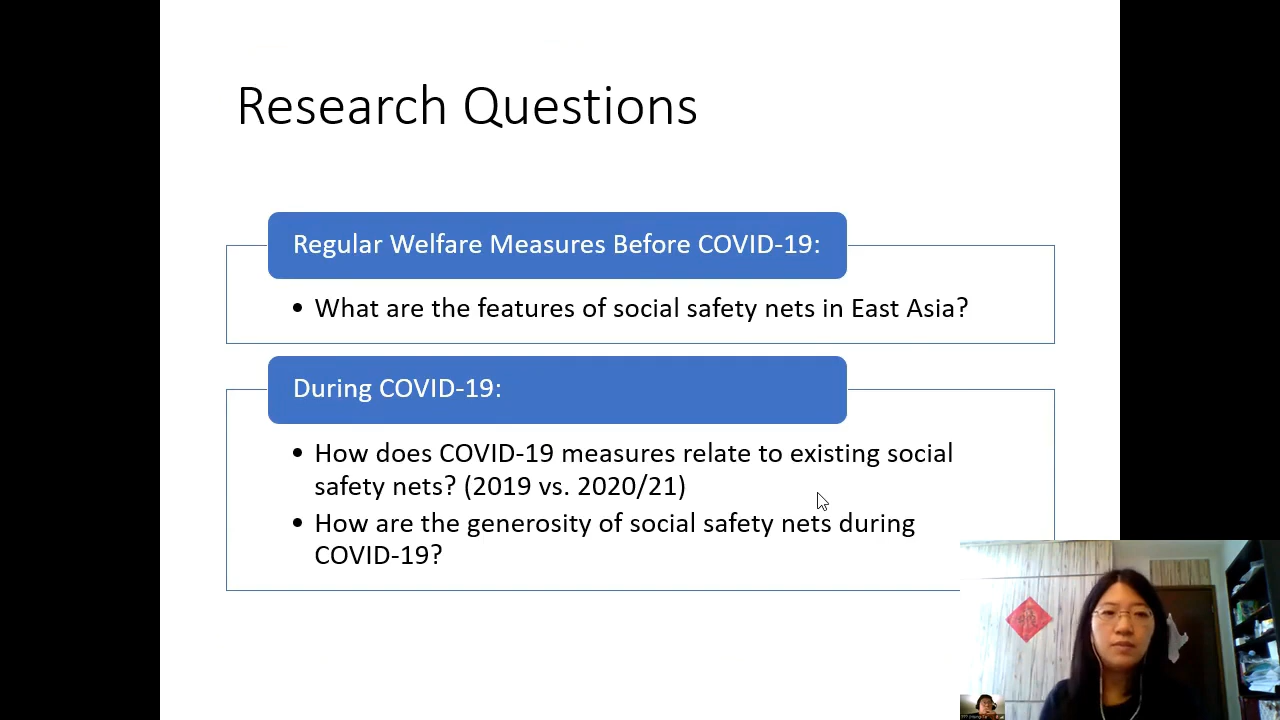 Research Questions
Regular Welfare Measures Before COVID-19:
• What are the features of social safety nets in East Asia?
During COVID-19:
• How does COVID-19 measures relate to existing social
safety nets? (2019 vs. 2020/21)
• How are the generosity of social safety nets during
COVID-19?